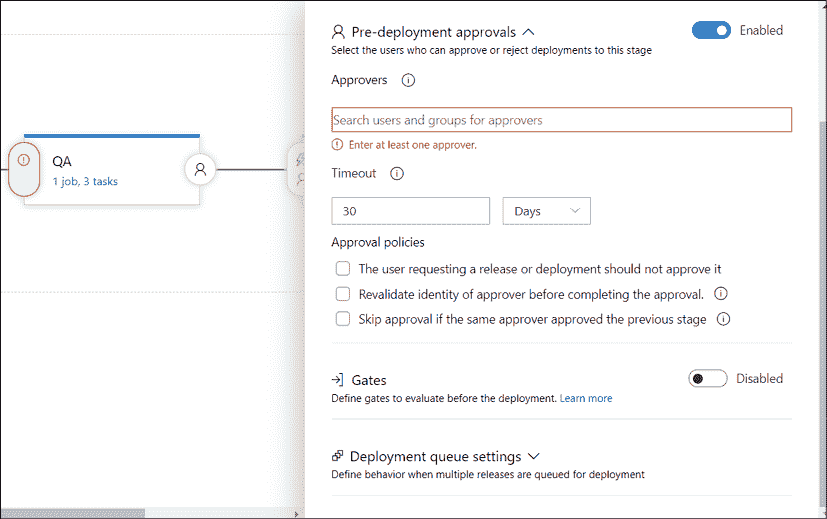 Pre-deployment approvals
Enabled
Select the users who can approve or reject deployments to this stage
Approvers
Search users and groups for approvers
Enter at least one approver.
QA
1 job, 3 tasks
Timeout
30
Days
Approval policies
The user requesting a release or deployment should not approve it
Revalidate identity of approver before completing the approval.
Skip approval if the same approver approved the previous stage
Gates
Disabled
Define gates to evaluate before the deployment. Learn more
Deployment queue settings
Define behavior when multiple releases are queued for deployment